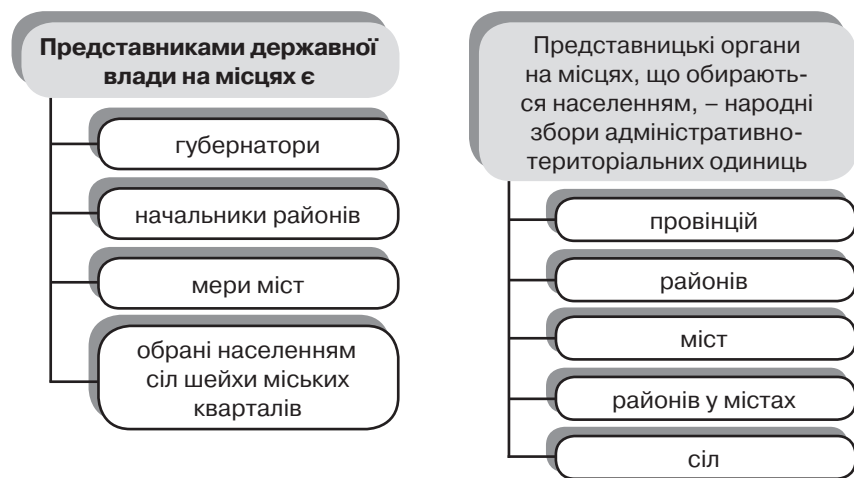 Представниками державної
влади на місцях є
губернатори
начальники районів
мери міст
обрані населенням
сіл шейхи міських
кварталів
Представницькі органи
на місцях, що обирають-
ся населенням, – народні
збори адміністративно-
територіальних одиниць
провінцій
районів
міст
районів у містах
сіл